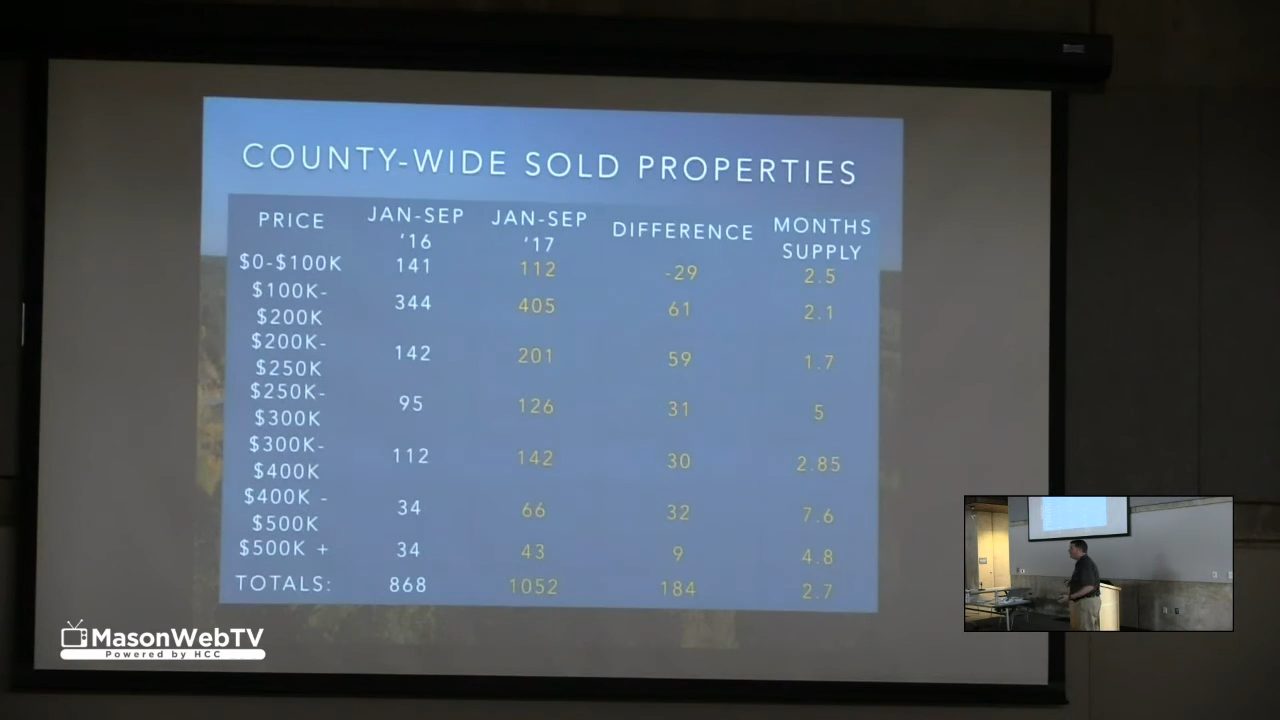 COUNTY-WIDE SOLD PROPERTIES
PRICE JAN-SEP '16 JAN-SEP '17 DIFFERENCE MONTHS SUPPLY
$0-$100K 141 112 -29 2.5
$100K-$200K 344 405 61 2.1
$200K-$250K 142 201 59 1.7
$250K-$300K 95 126 31 5
$300K-$400K 112 142 30 2.85
$400K - $500K 34 66 32 7.6
$500K + 34 43 9 4.8
TOTALS: 868 1052 184 2.7
MasonWebTV
Powered by HCC